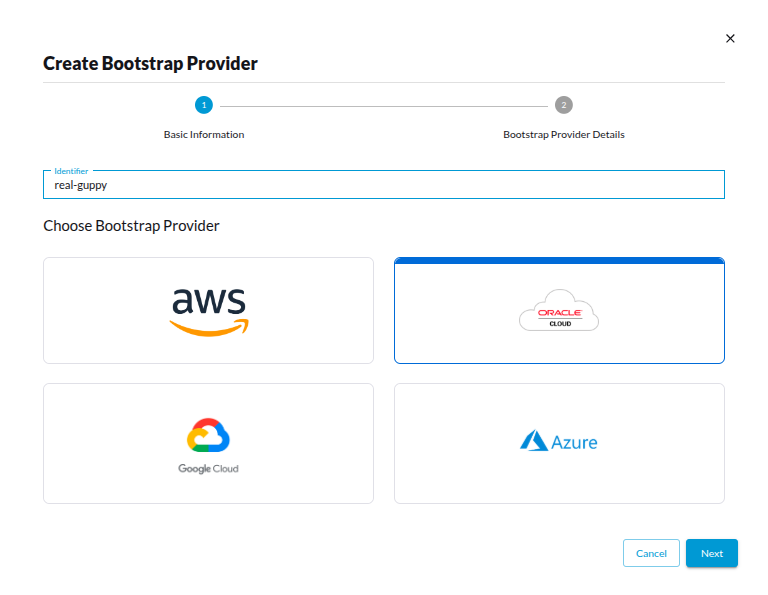 Create Bootstrap Provider
1
2
Basic Information
Bootstrap Provider Details
Identifier
real-guppy
Choose Bootstrap Provider
aws
ORACLE
CLOUD
Google Cloud
Azure
Cancel
Next